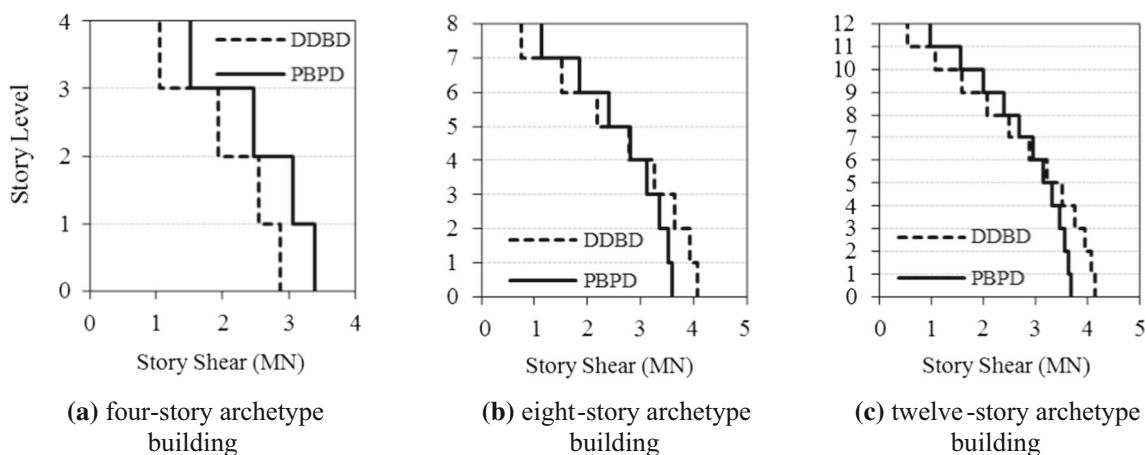 Story Level
4
3
2
1
0
DDBD
PBPD
0 1 2 3 4
Story Shear (MN)
(a) four-story archetype
building
8
7
6
5
4
3
2
1
0
DDBD
PBPD
0 1 2 3 4 5
Story Shear (MN)
(b) eight-story archetype
building
12
11
10
9
8
7
6
5
4
3
2
1
0
DDBD
PBPD
0 1 2 3 4 5
Story Shear (MN)
(c) twelve-story archetype
building